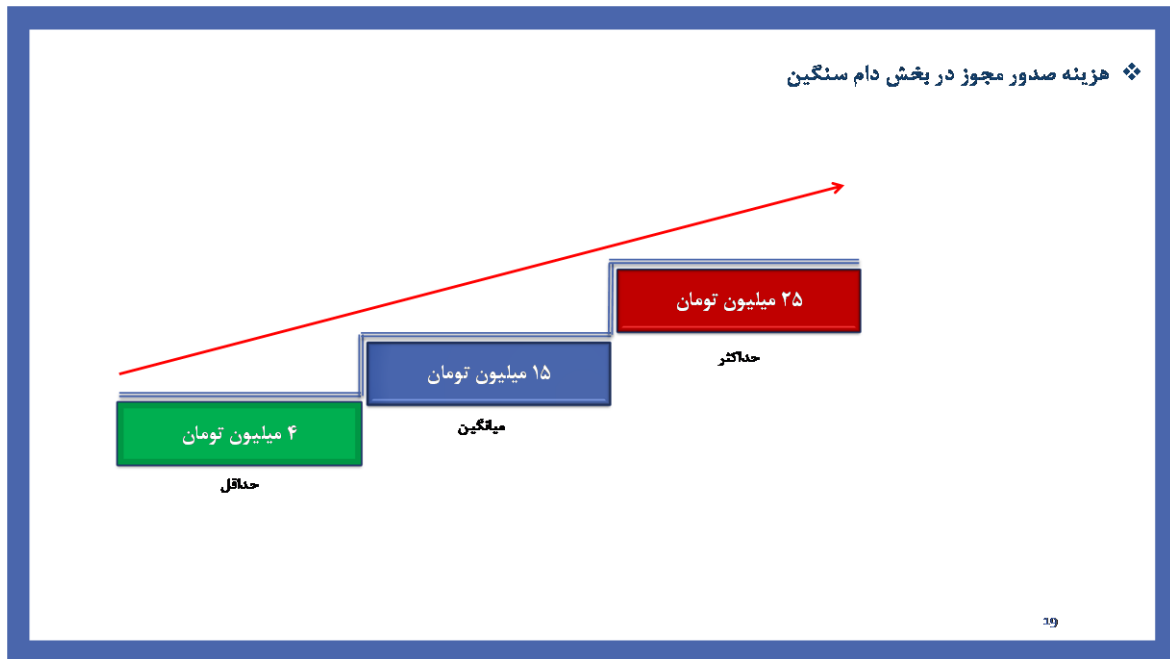 ❖ هزینه صدور مجوز در بخش دام سنگین
۲۵ میلیون تومان
حداکثر
۱۵ میلیون تومان
میانگین
۴ میلیون تومان
حداقل